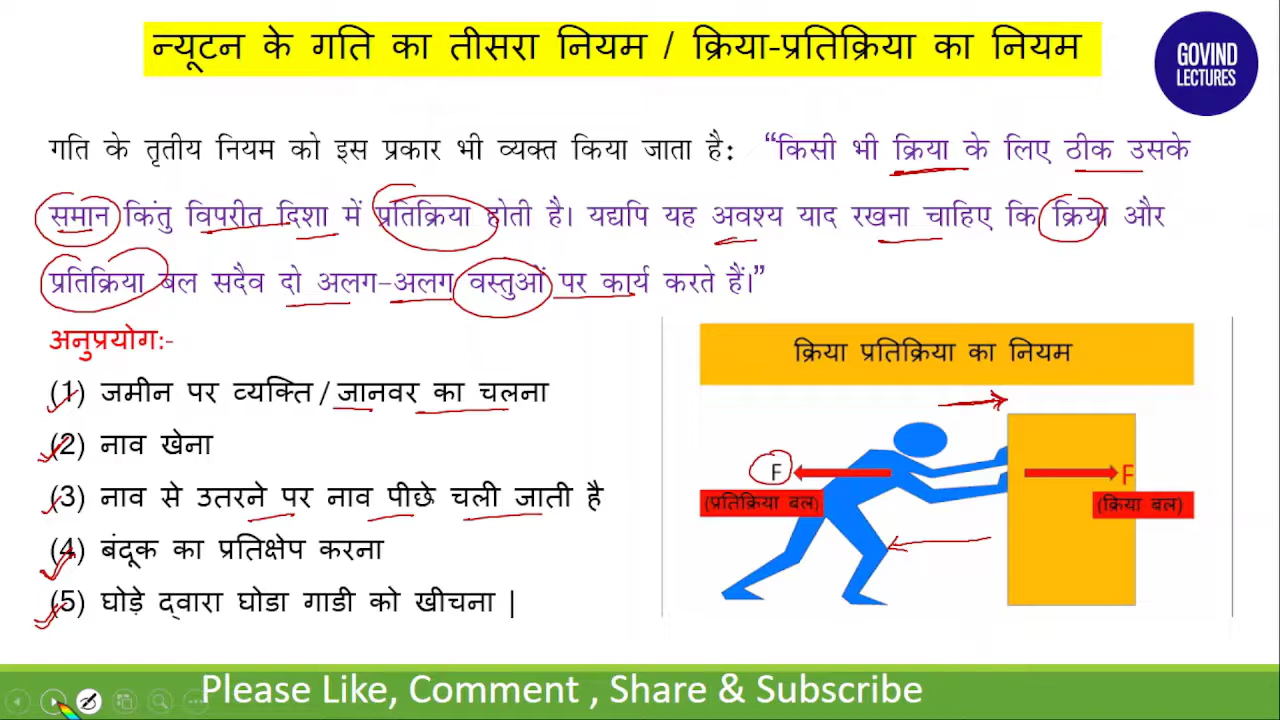 न्यूटन के गति का तीसरा नियम / क्रिया-प्रतिक्रिया का नियम
GOVIND
LECTURES
गति के तृतीय नियम को इस प्रकार भी व्यक्त किया जाता है: “किसी भी क्रिया के लिए ठीक उसके
समान किंतु विपरीत दिशा में प्रतिक्रिया होती है। यद्यपि यह अवश्य याद रखना चाहिए कि क्रिया और
प्रतिक्रिया बल सदैव दो अलग-अलग वस्तुओं पर कार्य करते हैं।”
अनुप्रयोग:-
(1) जमीन पर व्यक्ति / जानवर का चलना
(2) नाव खेना
(3) नाव से उतरने पर नाव पीछे चली जाती है
(4) बंदूक का प्रतिक्षेप करना
(5) घोड़े द्वारा घोडा गाडी को खीचना |
क्रिया प्रतिक्रिया का नियम
F
(प्रतिक्रिया बल)
F
(क्रिया बल)
Please Like, Comment , Share & Subscribe